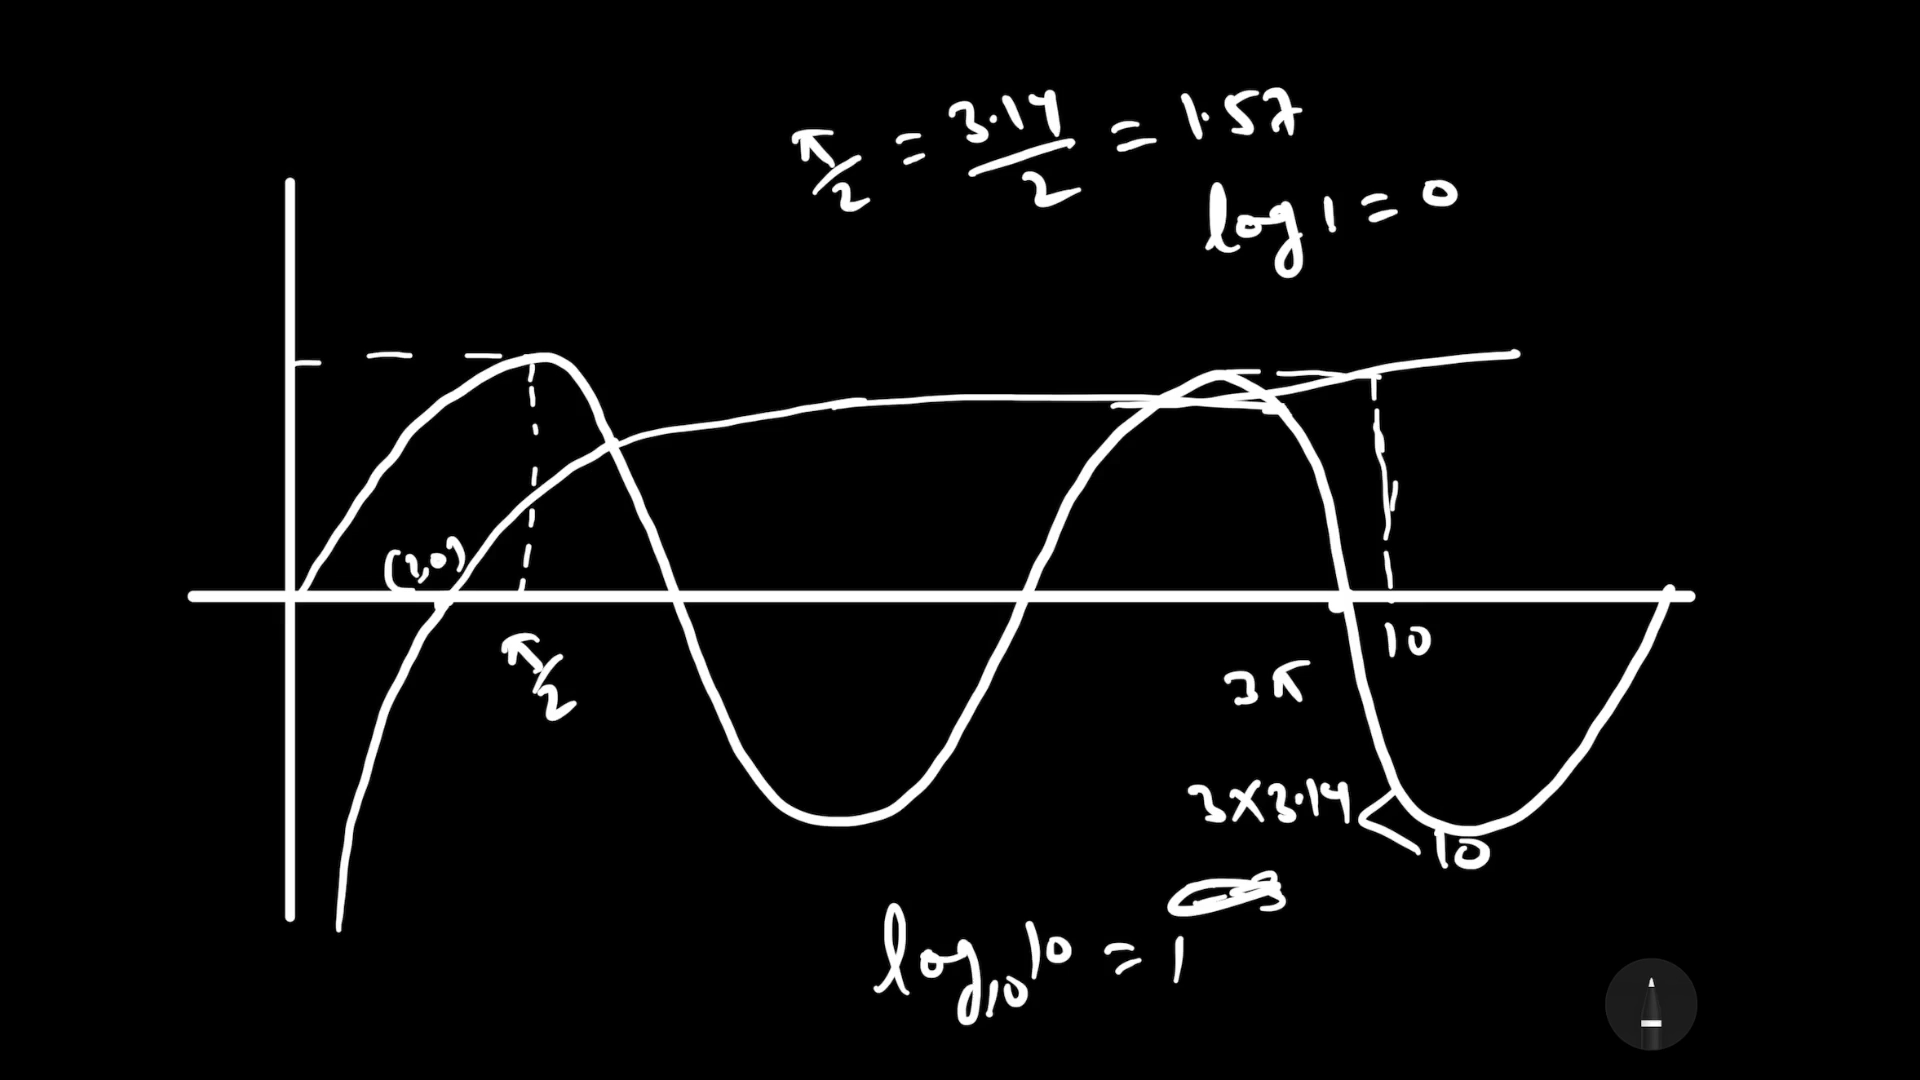 π/2 = 3.14/2 = 1.57
log 1 = 0
(1,0)
π/2
10
3π
3×3.14
10
log₁₀10 = 1